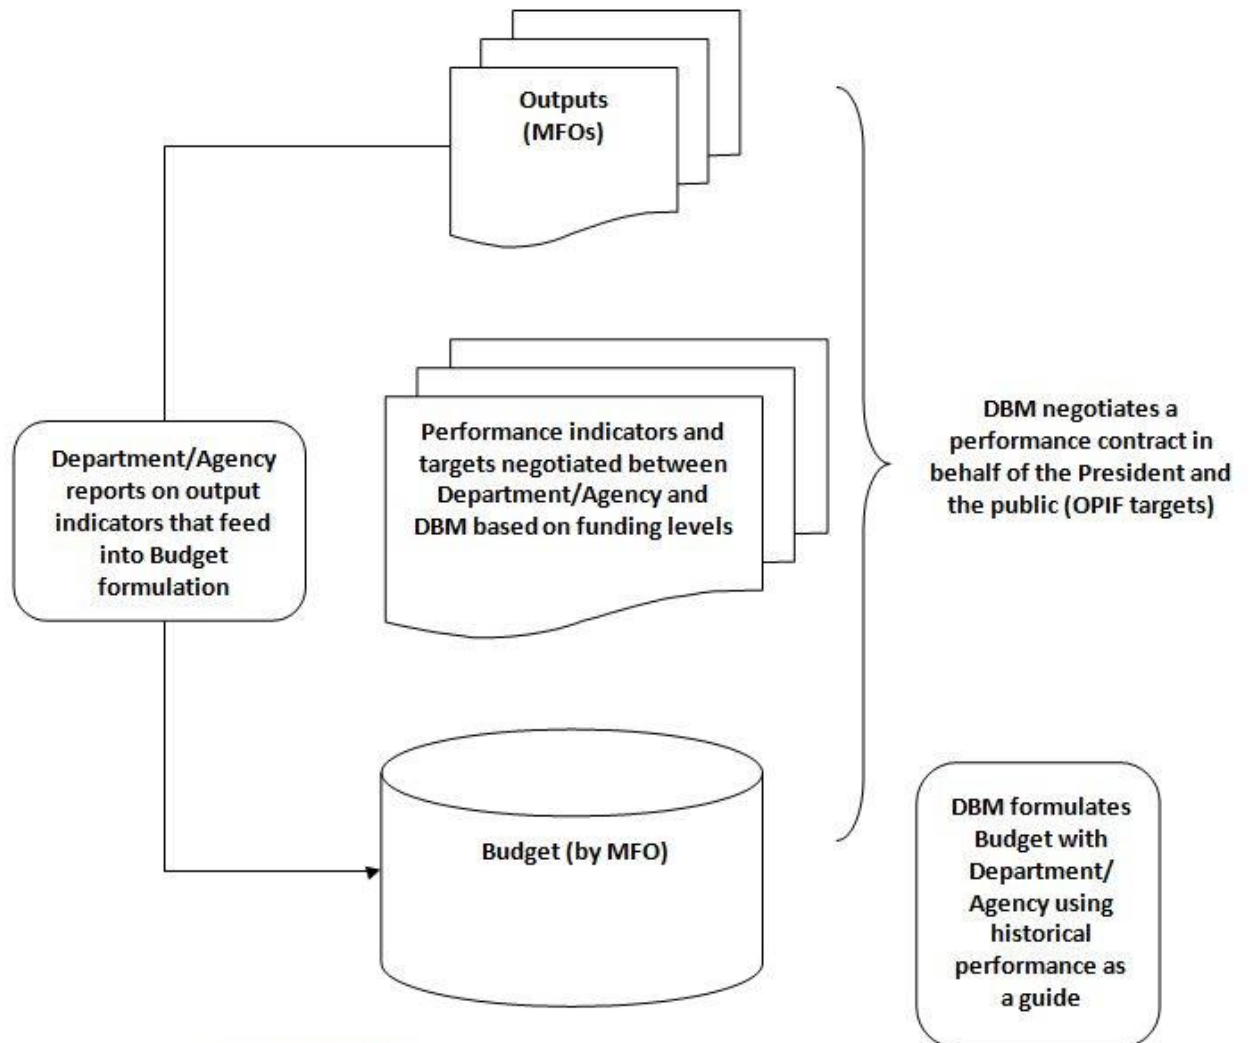 Outputs
(MFOs)
Department/Agency
reports on output
indicators that feed
into Budget
formulation
Performance indicators and
targets negotiated between
Department/Agency and
DBM based on funding levels
DBM negotiates a
performance contract in
behalf of the President and
the public (OPIF targets)
Budget (by MFO)
DBM formulates
Budget with
Department/
Agency using
historical
performance as
a guide